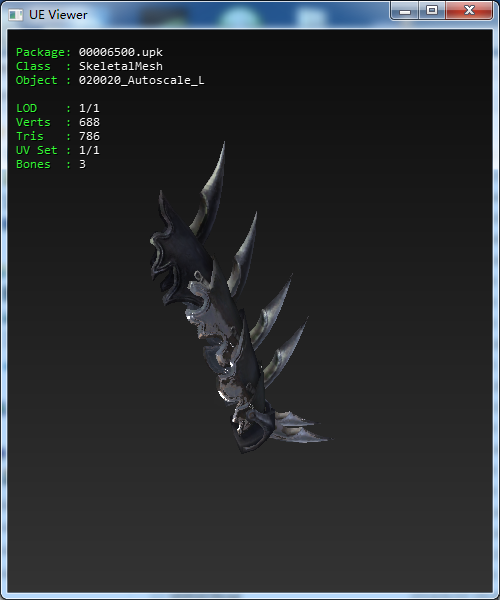 UE Viewer
Package: 00006500.upk
Class : SkeletalMesh
Object : 020020_Autoscale_L
LOD : 1/1
Verts : 688
Tris : 786
UV Set : 1/1
Bones : 3